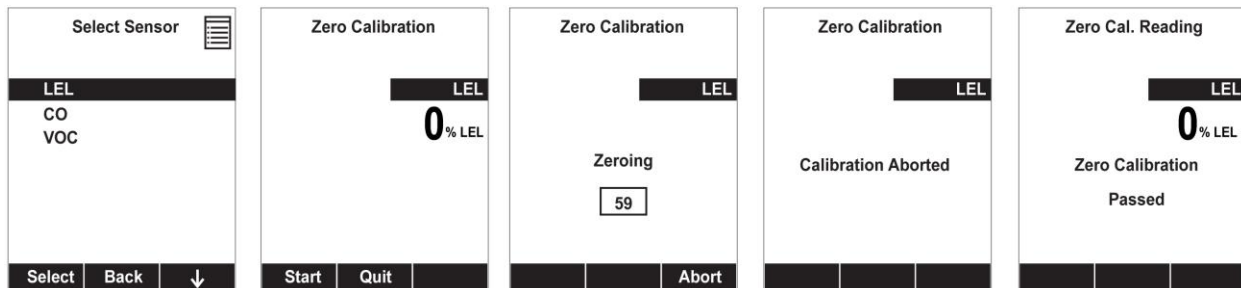 Select Sensor
LEL
CO
VOC
Select Back ↓
Zero Calibration
LEL
0 % LEL
Start Quit
Zero Calibration
LEL
Zeroing
59
Abort
Zero Calibration
LEL
Calibration Aborted
Zero Cal. Reading
LEL
0 % LEL
Zero Calibration
Passed